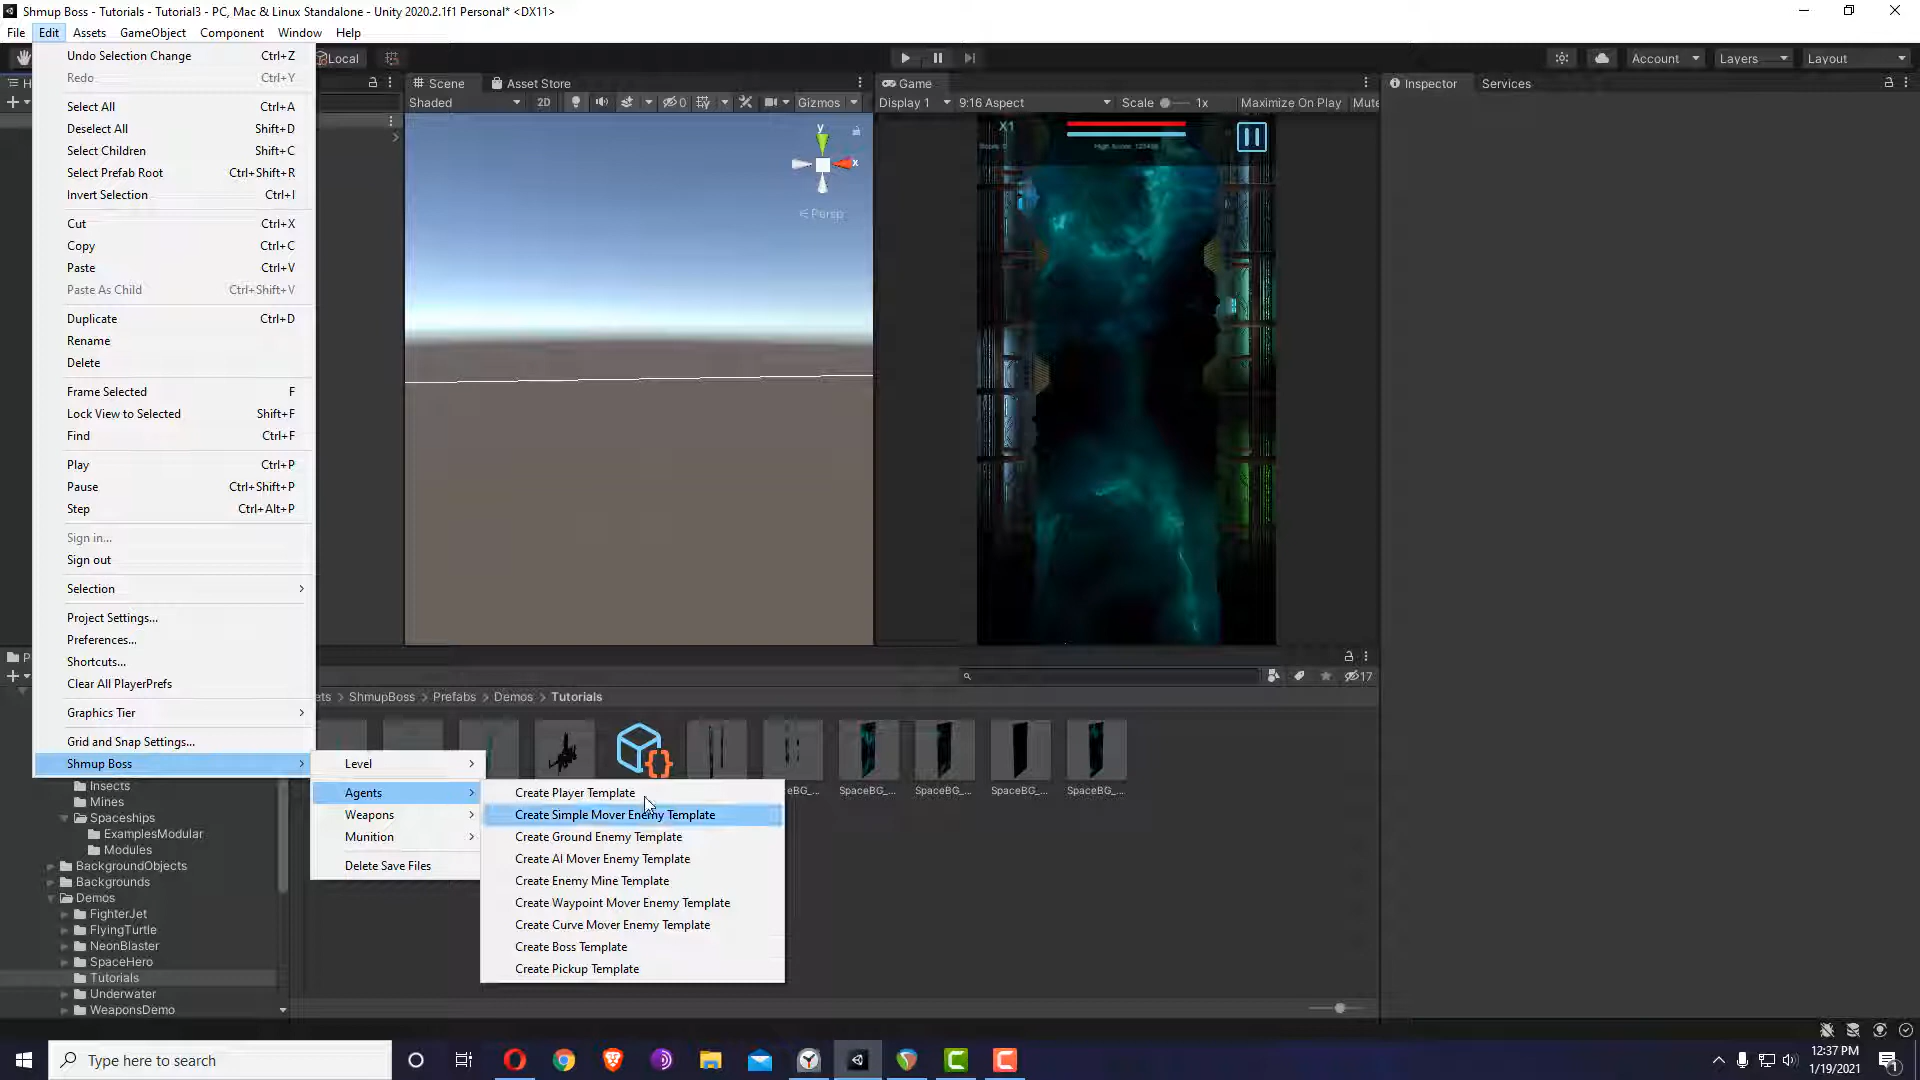 Shmup Boss - Tutorials - Tutorial3 - PC, Mac & Linux Standalone - Unity 2020.2.1f1 Personal* <DX11>
File Edit Assets GameObject Component Window Help
Undo Selection Change Ctrl+Z
Redo Ctrl+Y
Select All Ctrl+A
Deselect All Shift+D
Select Children Shift+C
Select Prefab Root Ctrl+Shift+R
Invert Selection Ctrl+I
Cut Ctrl+X
Copy Ctrl+C
Paste Ctrl+V
Paste As Child Ctrl+Shift+V
Duplicate Ctrl+D
Rename
Delete
Frame Selected F
Lock View to Selected Shift+F
Find Ctrl+F
Play Ctrl+P
Pause Ctrl+Shift+P
Step Ctrl+Alt+P
Sign in...
Sign out
Selection
Project Settings...
Preferences...
Shortcuts...
Clear All PlayerPrefs
Graphics Tier
Grid and Snap Settings...
Shmup Boss
Level
Agents
Weapons
Munition
Delete Save Files
Create Player Template
Create Simple Mover Enemy Template
Create Ground Enemy Template
Create AI Mover Enemy Template
Create Enemy Mine Template
Create Waypoint Mover Enemy Template
Create Curve Mover Enemy Template
Create Boss Template
Create Pickup Template
Local
Account Layers Layout
Scene Asset Store
Shaded 2D 0 Gizmos
y
x
Persp
Game
Display 1 9:16 Aspect Scale 1x Maximize On Play Mute
X1
High Score: 123456
Inspector Services
17
ets > ShmupBoss > Prefabs > Demos > Tutorials
eBG_... SpaceBG_... SpaceBG_... SpaceBG_... SpaceBG_...
Insects
Mines
Spaceships
ExamplesModular
Modules
BackgroundObjects
Backgrounds
Demos
FighterJet
FlyingTurtle
NeonBlaster
SpaceHero
Tutorials
Underwater
WeaponsDemo
Type here to search
12:37 PM
1/19/2021
1